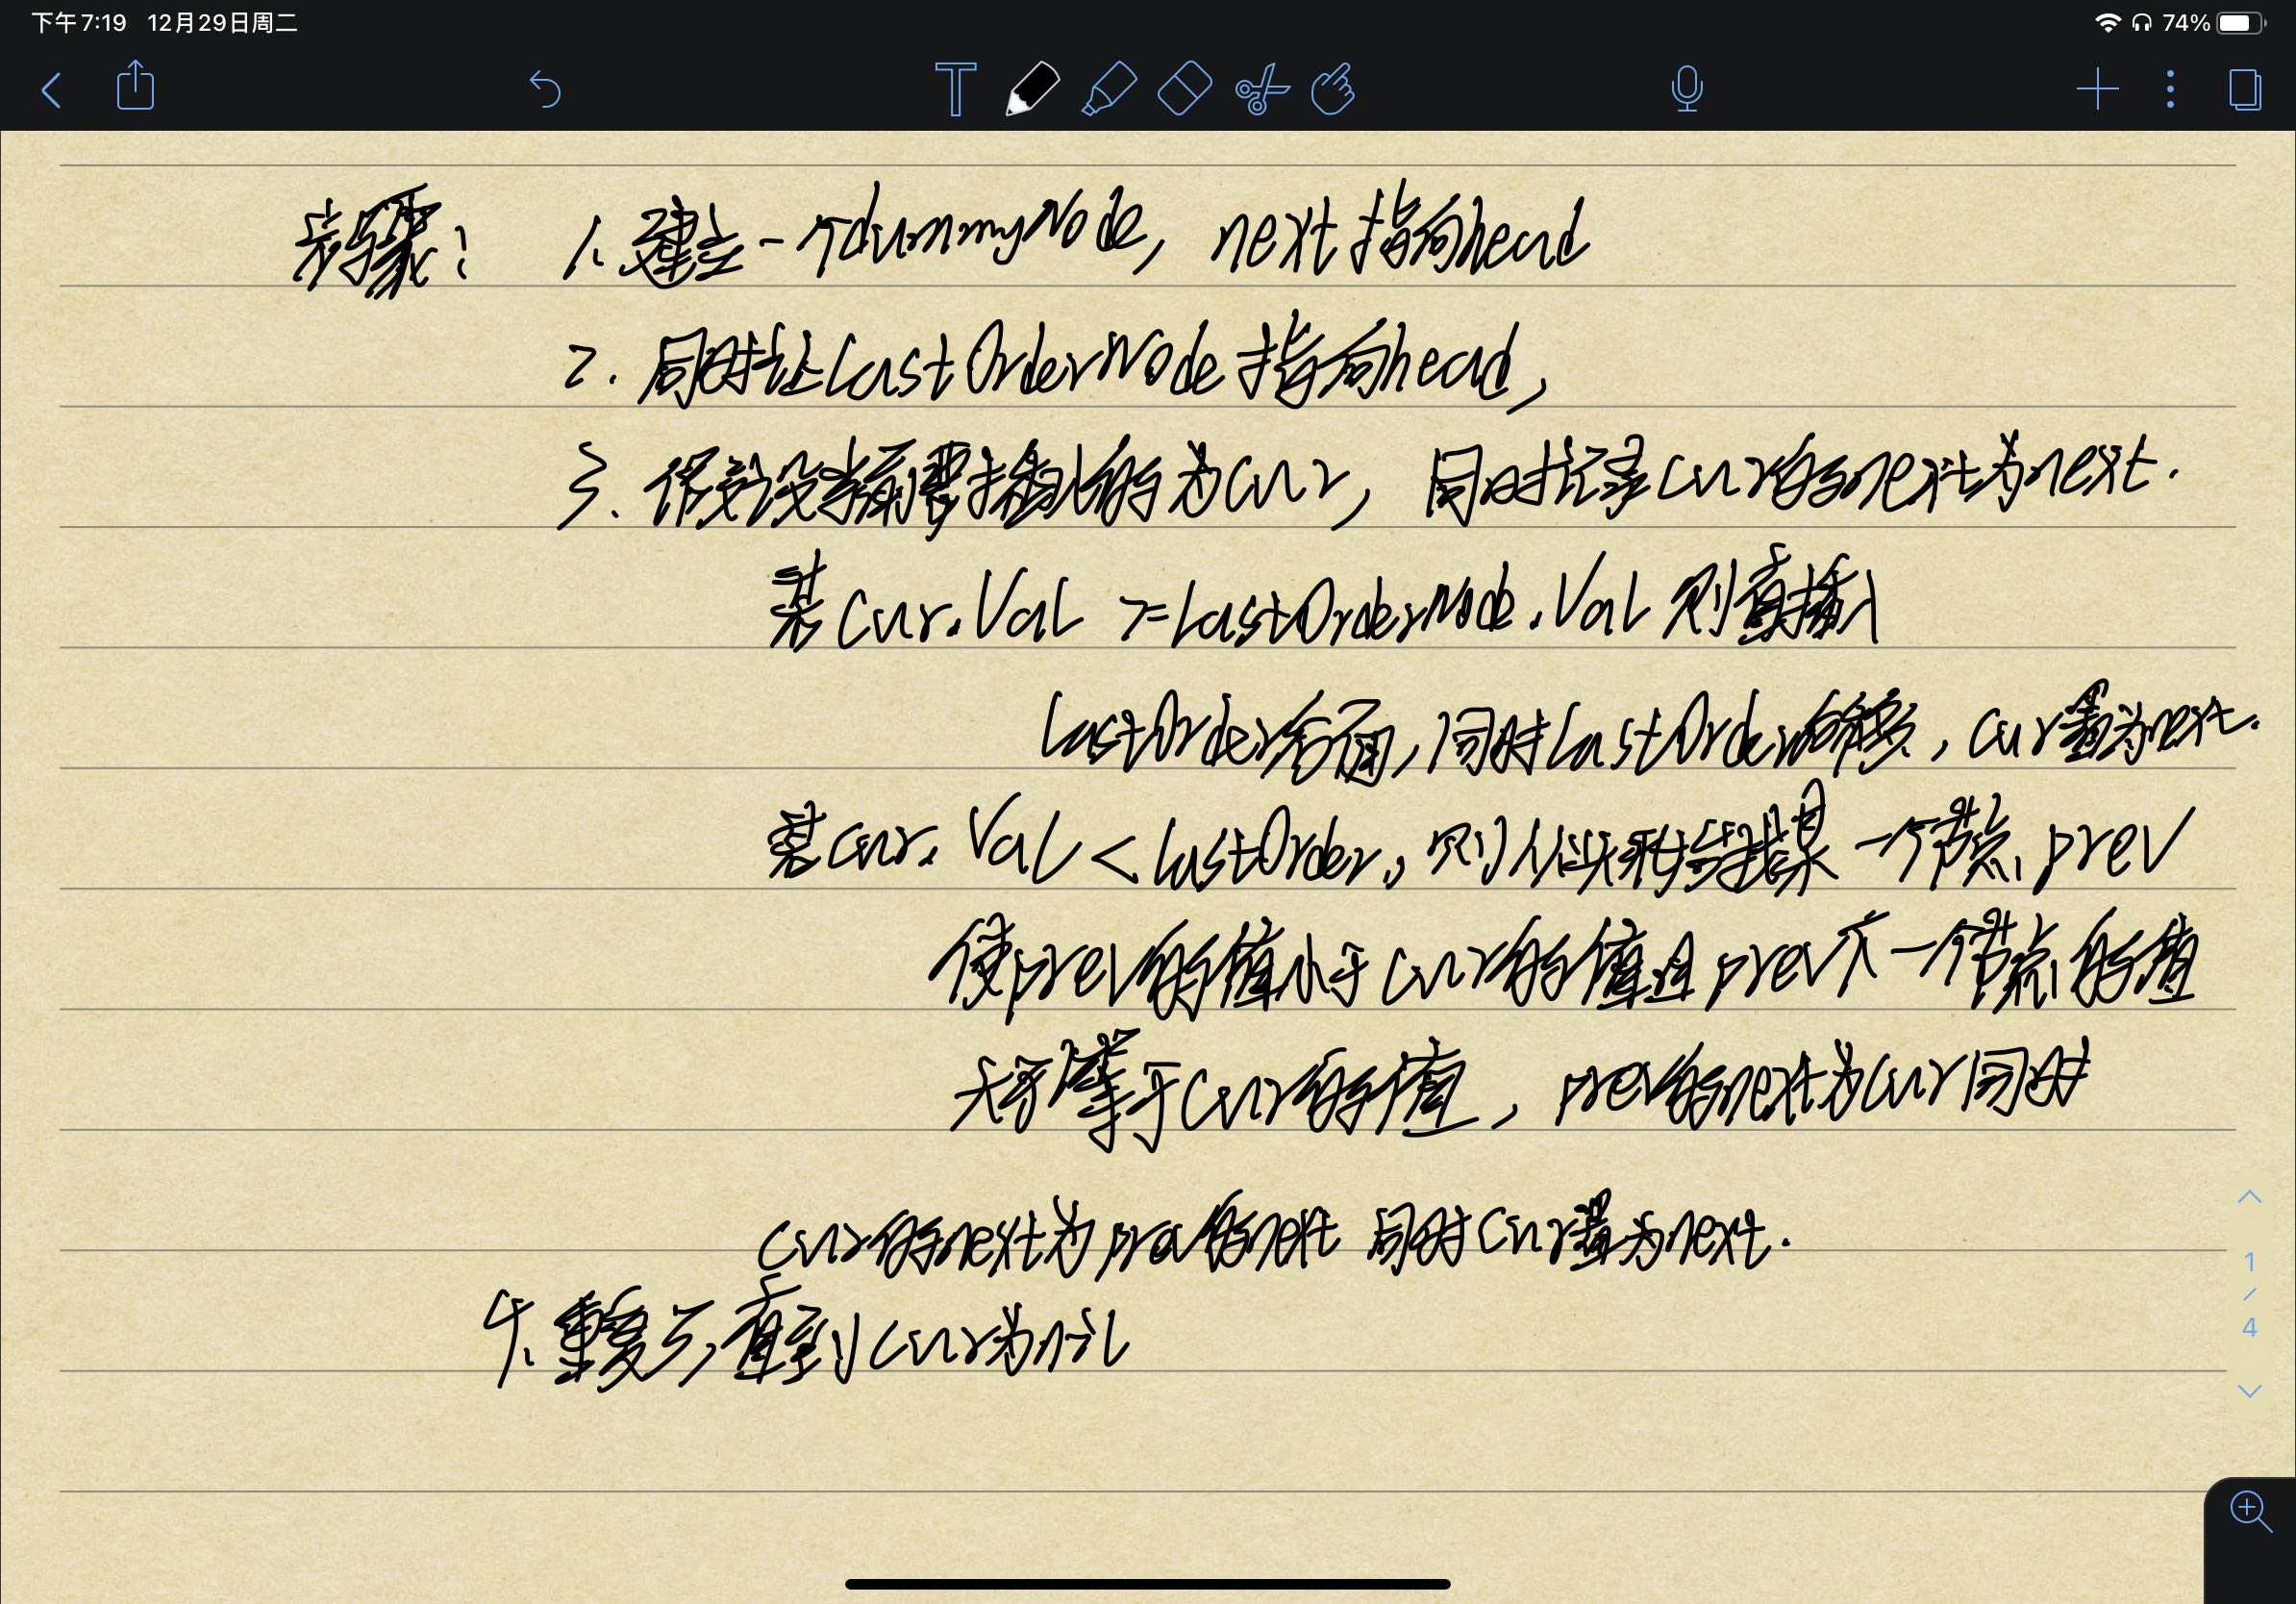 下午7:19 12月29日周二 74%
步骤: 1. 建立一个dummyNode, next指向head
2. 同时让LastOrderNode指向head,
3. 假设当前要插入的为cur, 同时记录cur的next为next.
若cur.Val >=LastOrderNode.Val 则直接插入
LastOrder后面, 同时LastOrder后移, cur置为next.
若cur.Val < lastOrder, 则从头开始找某一个节点prev
使prev的值小于cur的值且prev下一个节点的值
大于等于cur的值, prev的next为cur同时
cur的next为prev的next 同时cur置为next.
4. 重复3, 直到cur为nil
1
/
4